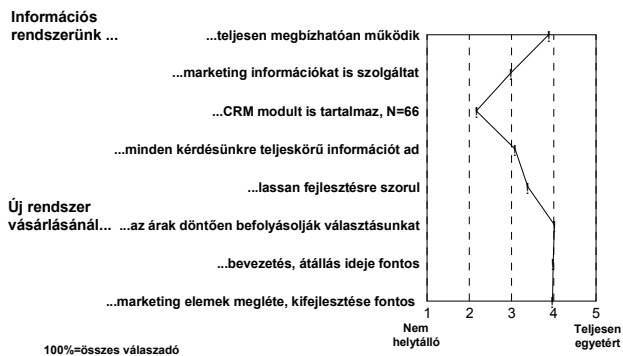 Információs
rendszerünk ...
...teljesen megbízhatóan működik
...marketing információkat is szolgáltat
...CRM modult is tartalmaz, N=66
...minden kérdésünkre teljeskörű információt ad
...lassan fejlesztésre szorul
Új rendszer
vásárlásánál...
...az árak döntően befolyásolják választásunkat
...bevezetés, átállás ideje fontos
...marketing elemek megléte, kifejlesztése fontos
1 2 3 4 5
Nem
helytálló
Teljesen
egyetért
100%=összes válaszadó